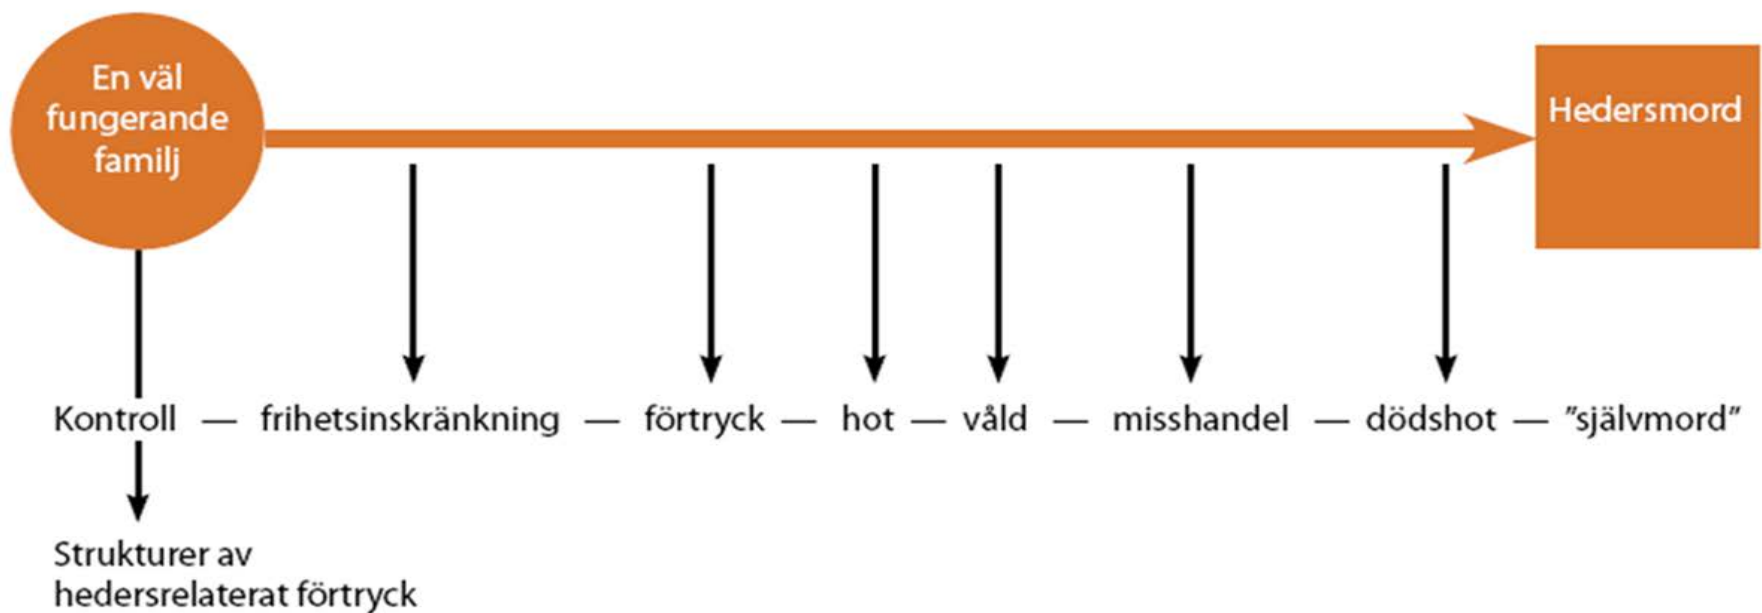 En väl
fungerande
familj
Hedersmord
Kontroll — frihetsinskränkning — förtryck — hot — våld — misshandel — dödshot — ”självmord”
Strukturer av
hedersrelaterat förtryck